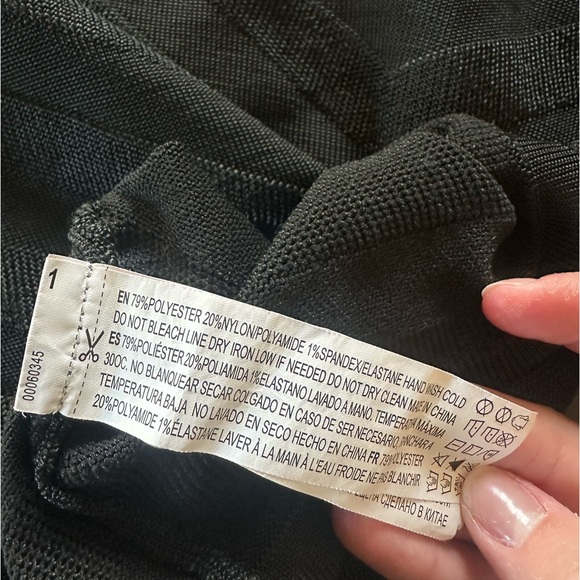 1
00060345
EN 79%POLYESTER 20%NYLON/POLYAMIDE 1%SPANDEX/ELASTANE HAND WSH COLD
DO NOT BLEACH LINE DRY IRON LOW IF NEEDED DO NOT DRY CLEAN MADE IN CHINA
ES 79%POLIÉSTER 20%POLIAMIDA 1%ELASTANO LAVADO A MANO. TEMPERATURA MÁXIMA
30OC. NO BLANQUEAR SECAR COLGADO EN CASO DE SER NECESARIO, PLANCHAR A
TEMPERATURA BAJA NO LAVADO EN SECO HECHO EN CHINA FR 79%POLYESTER
20%POLYAMIDE 1%ÉLASTANE LAVER À LA MAIN À L'EAU FROIDE NE PAS BLANCHIR
СДЕЛАНО В КИТАЕ